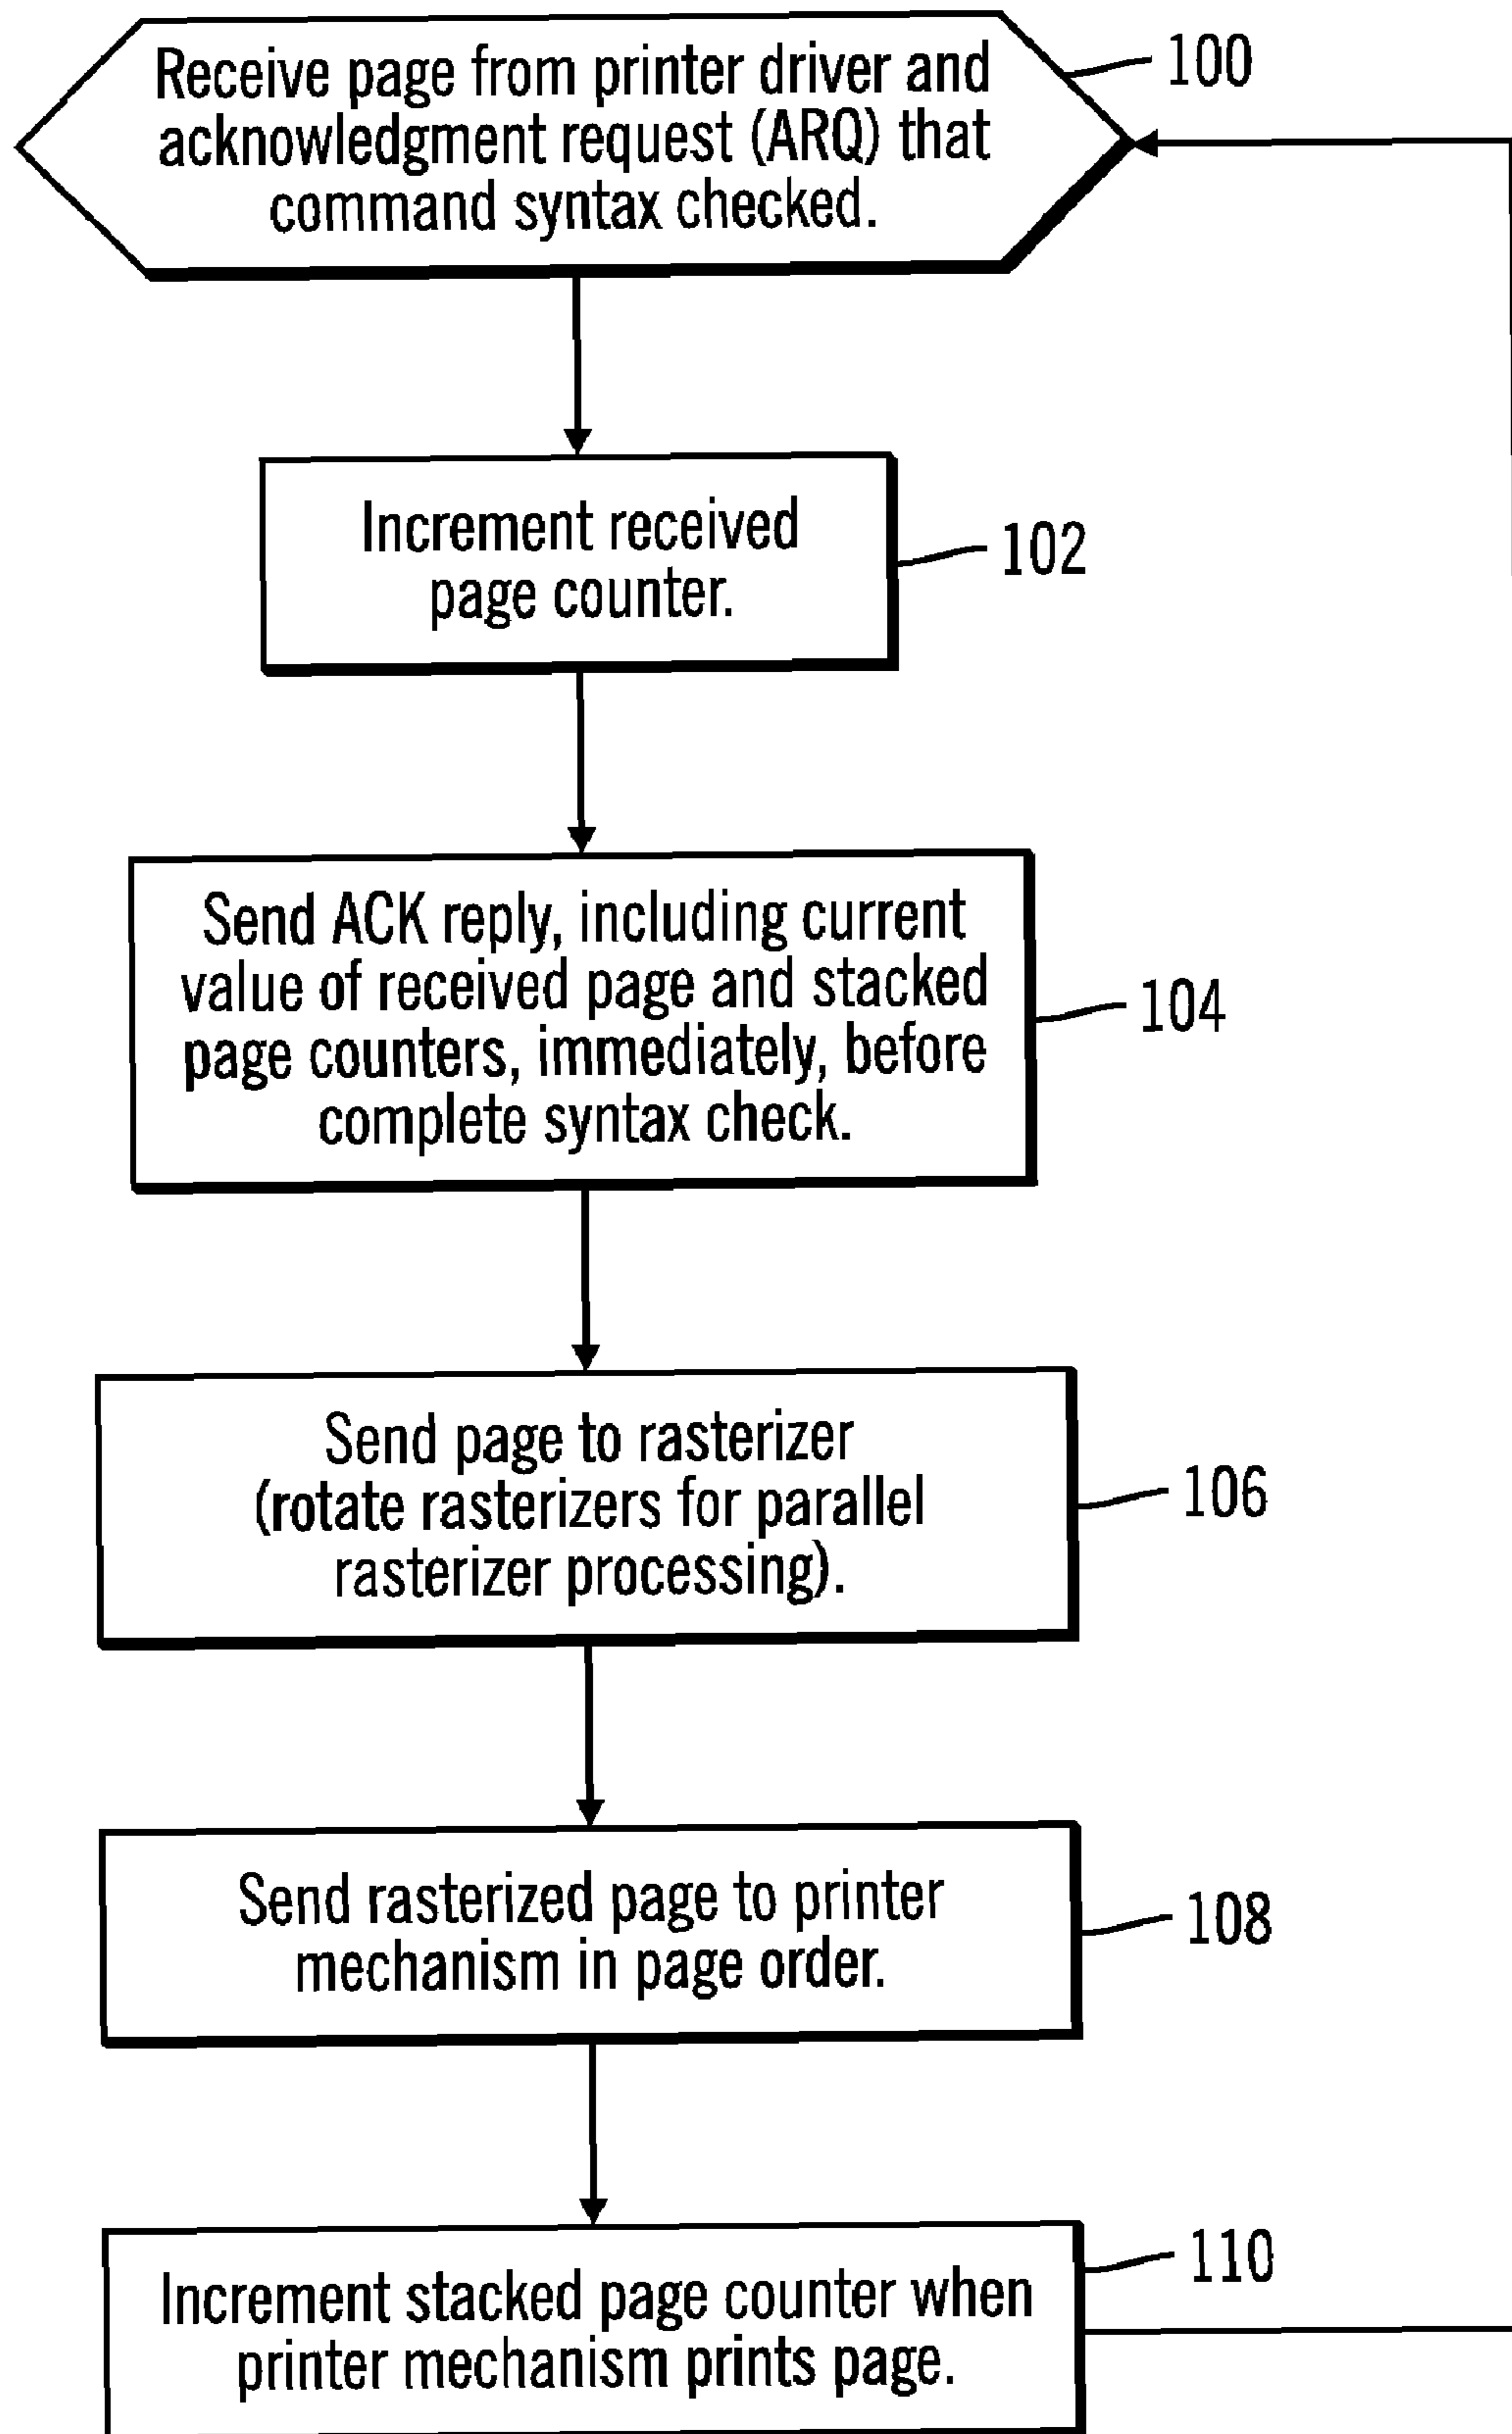 Receive page from printer driver and
acknowledgment request (ARQ) that
command syntax checked.
100
Increment received
page counter.
102
Send ACK reply, including current
value of received page and stacked
page counters, immediately, before
complete syntax check.
104
Send page to rasterizer
(rotate rasterizers for parallel
rasterizer processing).
106
Send rasterized page to printer
mechanism in page order.
108
Increment stacked page counter when
printer mechanism prints page.
110